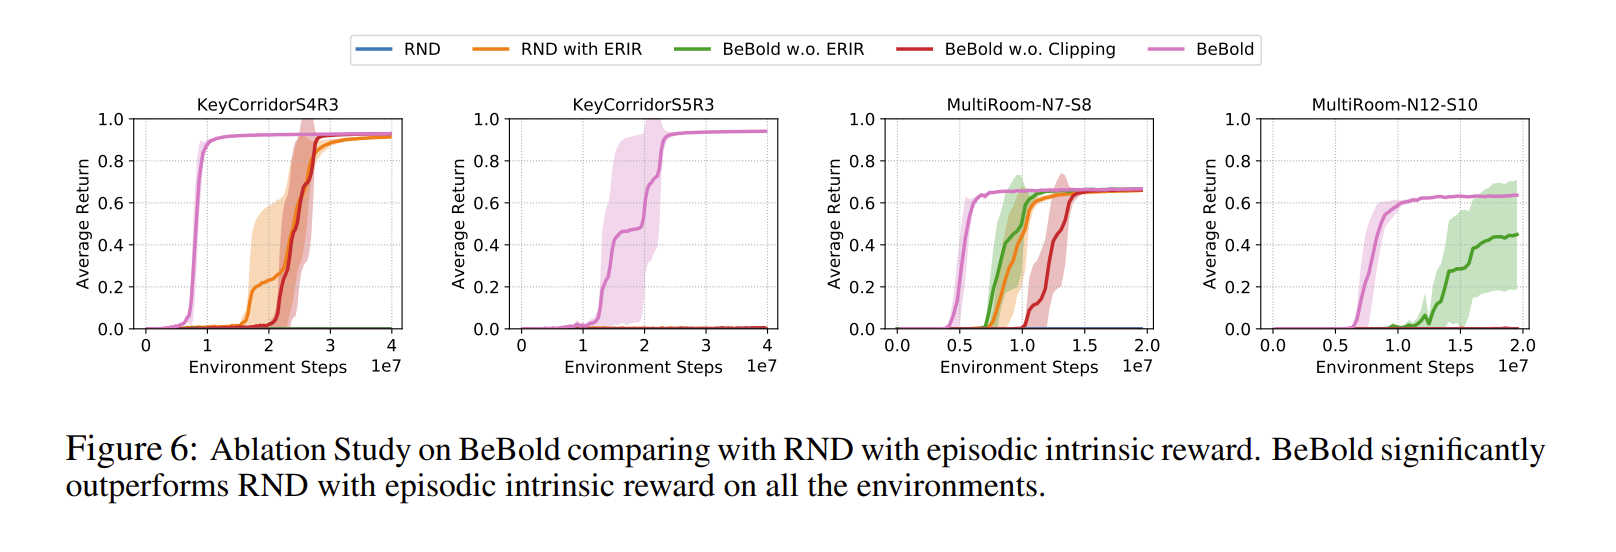 RND RND with ERIR BeBold w.o. ERIR BeBold w.o. Clipping BeBold
KeyCorridorS4R3
Average Return
1.0
0.8
0.6
0.4
0.2
0.0
0 1 2 3 4
Environment Steps 1e7
KeyCorridorS5R3
Average Return
1.0
0.8
0.6
0.4
0.2
0.0
0 1 2 3 4
Environment Steps 1e7
MultiRoom-N7-S8
Average Return
1.0
0.8
0.6
0.4
0.2
0.0
0.0 0.5 1.0 1.5 2.0
Environment Steps 1e7
MultiRoom-N12-S10
Average Return
1.0
0.8
0.6
0.4
0.2
0.0
0.0 0.5 1.0 1.5 2.0
Environment Steps 1e7
Figure 6: Ablation Study on BeBold comparing with RND with episodic intrinsic reward. BeBold significantly
outperforms RND with episodic intrinsic reward on all the environments.